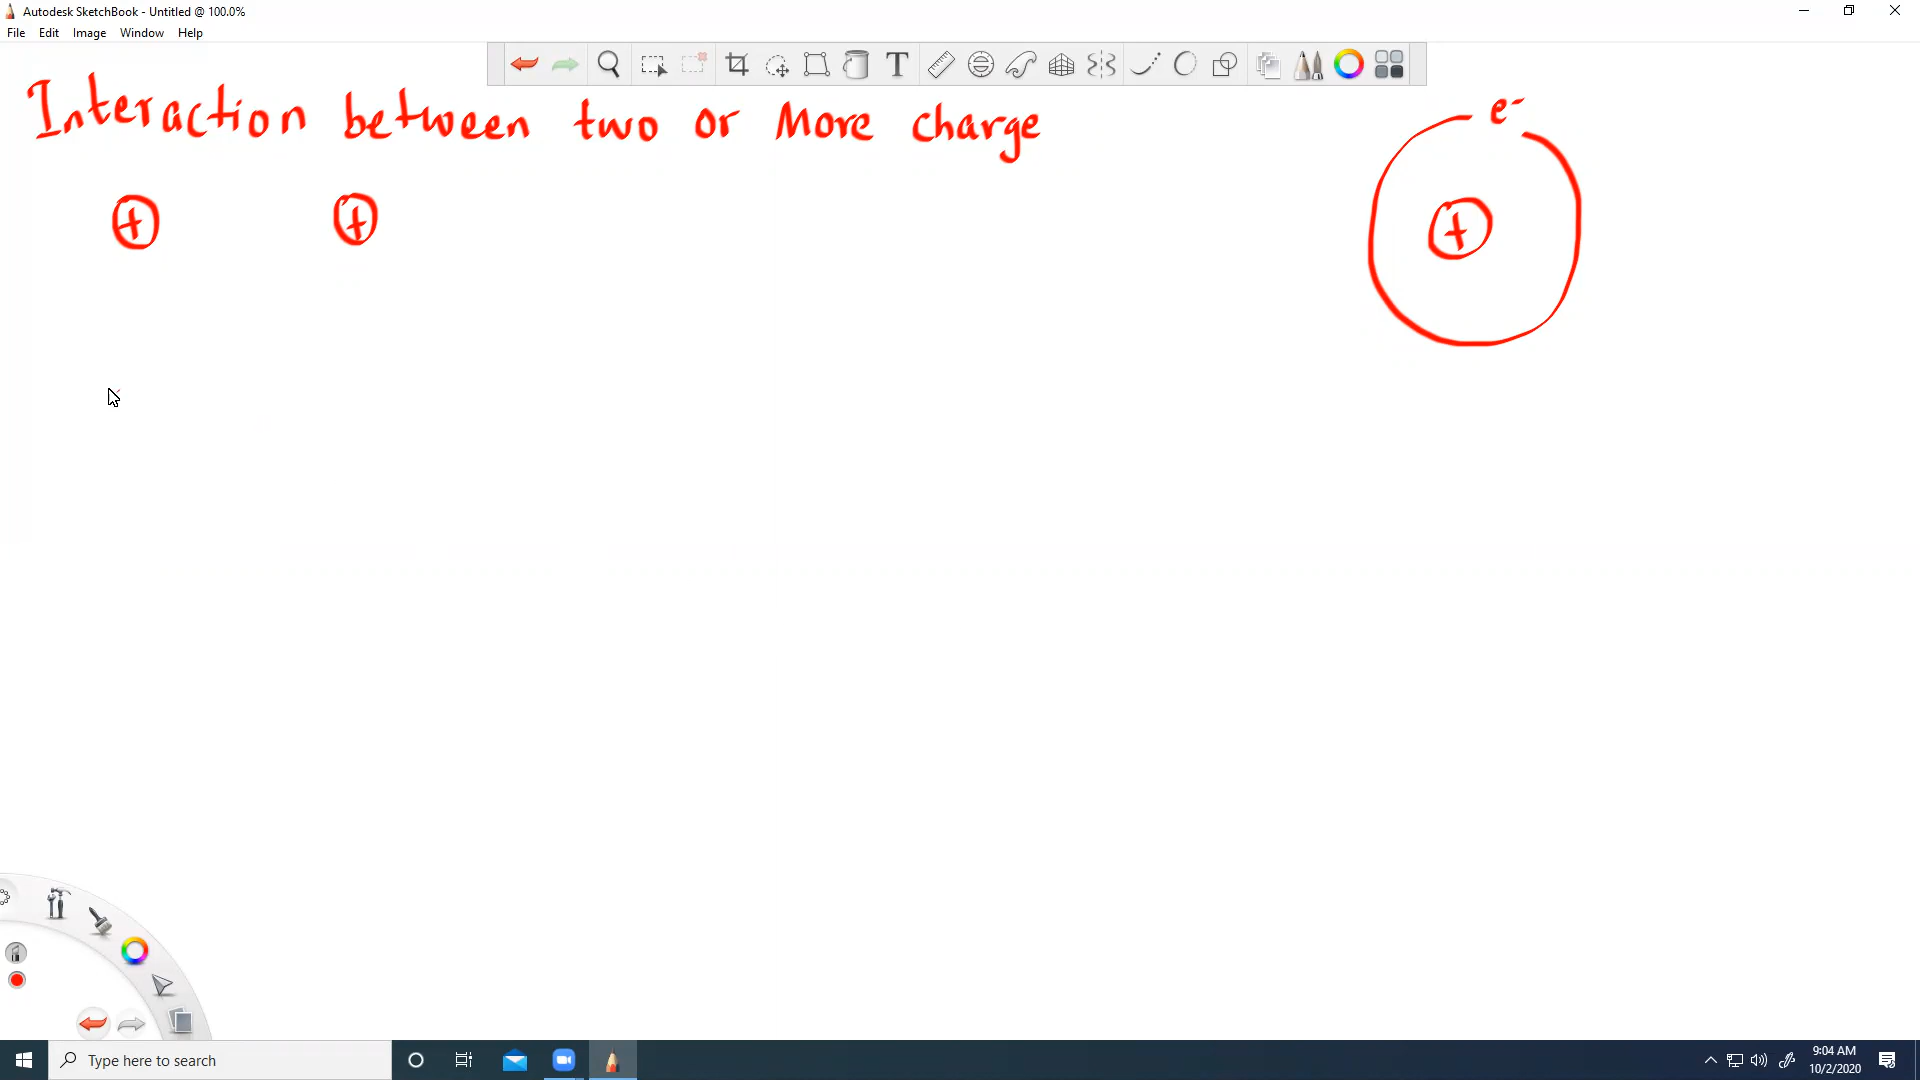 Autodesk SketchBook - Untitled @ 100.0%
File Edit Image Window Help
T
Interaction between two or More charge
e-
+ + +
Type here to search
9:04 AM
10/2/2020